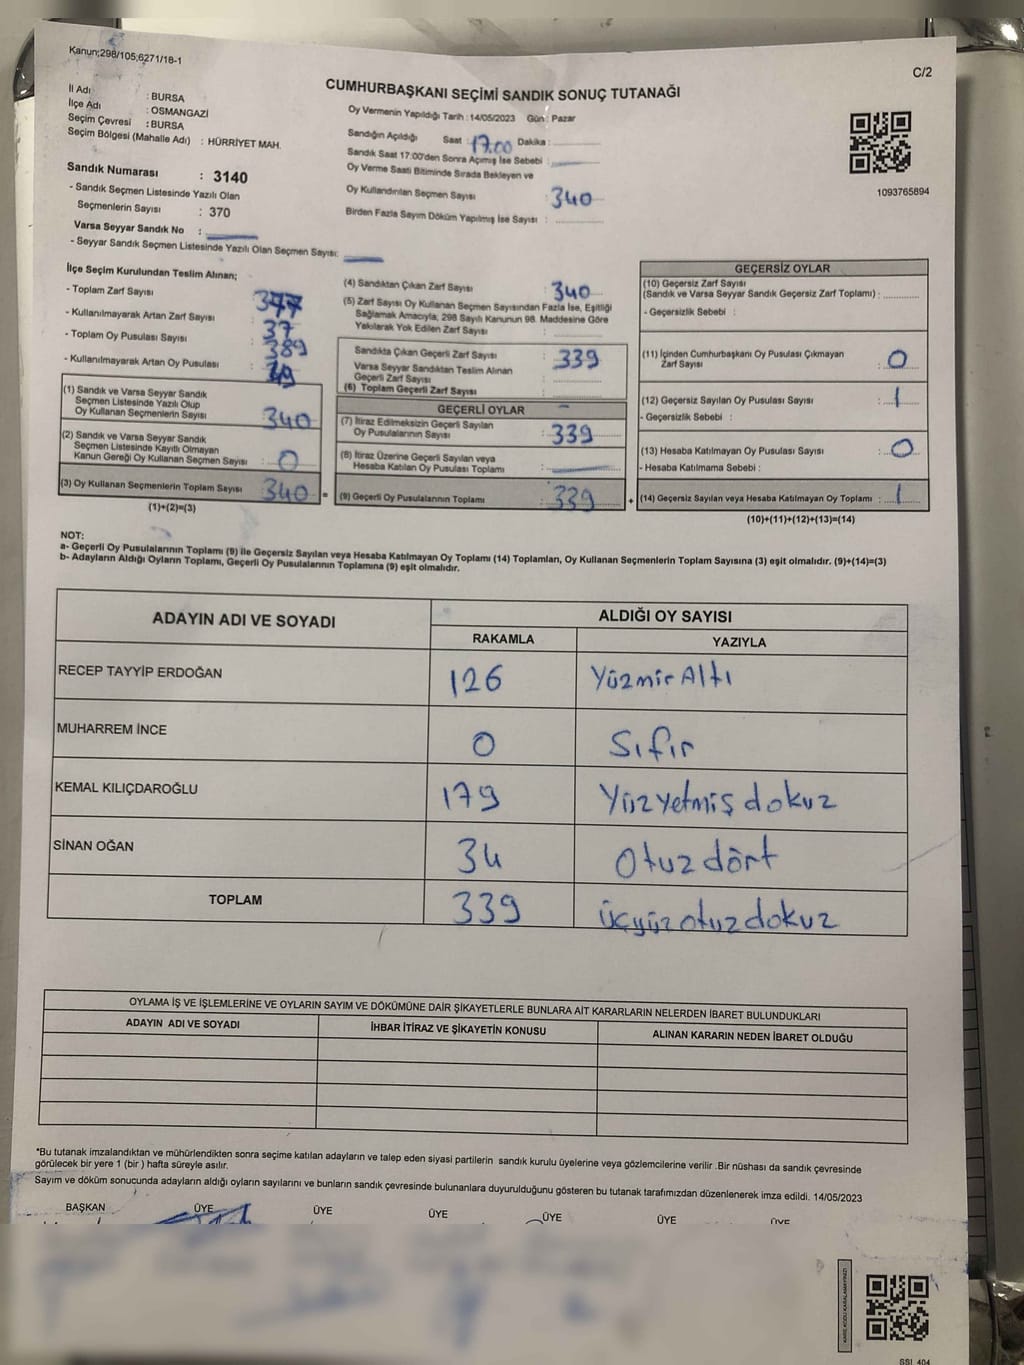 Kanun;298/105;6271/18-1
C/2
CUMHURBAŞKANI SEÇİMİ SANDIK SONUÇ TUTANAĞI
İl Adı : BURSA
İlçe Adı : OSMANGAZİ
Seçim Çevresi : BURSA
Seçim Bölgesi (Mahalle Adı) : HÜRRİYET MAH.
Sandık Numarası : 3140
- Sandık Seçmen Listesinde Yazılı Olan
Seçmenlerin Sayısı : 370
Varsa Seyyar Sandık No :
- Seyyar Sandık Seçmen Listesinde Yazılı Olan Seçmen Sayısı:
Oy Vermenin Yapıldığı Tarih : 14/05/2023 Gün : Pazar
Sandığın Açıldığı Saat : 17.00 Dakika :
Sandık Saat 17:00'den Sonra Açımış İse Sebebi :
Oy Verme Saati Bitiminde Sırada Bekleyen ve
Oy Kullandırılan Seçmen Sayısı : 340
Birden Fazla Sayım Döküm Yapılmış İse Sayısı :
1093765894
İlçe Seçim Kurulundan Teslim Alınan;
- Toplam Zarf Sayısı : 377
- Kullanılmayarak Artan Zarf Sayısı : 37
- Toplam Oy Pusulası Sayısı : 389
- Kullanılmayarak Artan Oy Pusulası :
(1) Sandık ve Varsa Seyyar Sandık
Seçmen Listesinde Yazılı Olup
Oy Kullanan Seçmenlerin Sayısı : 340
(2) Sandık ve Varsa Seyyar Sandık
Seçmen Listesinde Kayıtlı Olmayan
Kanun Gereği Oy Kullanan Seçmen Sayısı : 0
(3) Oy Kullanan Seçmenlerin Toplam Sayısı 340 =
(1)+(2)=(3)
(4) Sandıktan Çıkan Zarf Sayısı : 340
(5) Zarf Sayısı Oy Kullanan Seçmen Sayısından Fazla İse, Eşitliği
Sağlamak Amacıyla, 298 Sayılı Kanunun 98. Maddesine Göre
Yakılarak Yok Edilen Zarf Sayısı :
Sandıkta Çıkan Geçerli Zarf Sayısı : 339
Varsa Seyyar Sandıktan Teslim Alınan
Geçerli Zarf Sayısı :
(6) Toplam Geçerli Zarf Sayısı :
GEÇERLİ OYLAR
(7) İtiraz Edilmeksizin Geçerli Sayılan
Oy Pusulalarının Sayısı : 339
(8) İtiraz Üzerine Geçerli Sayılan veya
Hesaba Katılan Oy Pusulası Toplamı :
(9) Geçerli Oy Pusulalarının Toplamı : 339 +
GEÇERSİZ OYLAR
(10) Geçersiz Zarf Sayısı
(Sandık ve Varsa Seyyar Sandık Geçersiz Zarf Toplamı) :
- Geçersizlik Sebebi :
(11) İçinden Cumhurbaşkanı Oy Pusulası Çıkmayan
Zarf Sayısı : 0
(12) Geçersiz Sayılan Oy Pusulası Sayısı : 1
- Geçersizlik Sebebi :
(13) Hesaba Katılmayan Oy Pusulası Sayısı : 0
- Hesaba Katılmama Sebebi :
(14) Geçersiz Sayılan veya Hesaba Katılmayan Oy Toplamı : 1
(10)+(11)+(12)+(13)=(14)
NOT:
a- Geçerli Oy Pusulalarının Toplamı (9) ile Geçersiz Sayılan veya Hesaba Katılmayan Oy Toplamı (14) Toplamları, Oy Kullanan Seçmenlerin Toplam Sayısına (3) eşit olmalıdır. (9)+(14)=(3)
b- Adayların Aldığı Oyların Toplamı, Geçerli Oy Pusulalarının Toplamına (9) eşit olmalıdır.
ADAYIN ADI VE SOYADI ALDIĞI OY SAYISI
RAKAMLA YAZIYLA
RECEP TAYYİP ERDOĞAN 126 Yüzmir Altı
MUHARREM İNCE 0 Sıfır
KEMAL KILIÇDAROĞLU 179 Yüzyetmiş dokuz
SİNAN OĞAN 34 Otuz dört
TOPLAM 339 üçyüz otuz dokuz
OYLAMA İŞ VE İŞLEMLERİNE VE OYLARIN SAYIM VE DÖKÜMÜNE DAİR ŞİKAYETLERLE BUNLARA AİT KARARLARIN NELERDEN İBARET BULUNDUKLARI
ADAYIN ADI VE SOYADI İHBAR İTİRAZ VE ŞİKAYETİN KONUSU ALINAN KARARIN NEDEN İBARET OLDUĞU
*Bu tutanak imzalandıktan ve mühürlendikten sonra seçime katılan adayların ve talep eden siyasi partilerin sandık kurulu üyelerine veya gözlemcilerine verilir .Bir nüshası da sandık çevresinde
görülecek bir yere 1 (bir ) hafta süreyle asılır.
Sayım ve döküm sonucunda adayların aldığı oyların sayılarını ve bunların sandık çevresinde bulunanlara duyurulduğunu gösteren bu tutanak tarafımızdan düzenlenerek imza edildi. 14/05/2023
BAŞKAN ÜYE ÜYE ÜYE ÜYE ÜYE ÜYE
KAREKODU KARALAMAYINIZ!
SSI_404